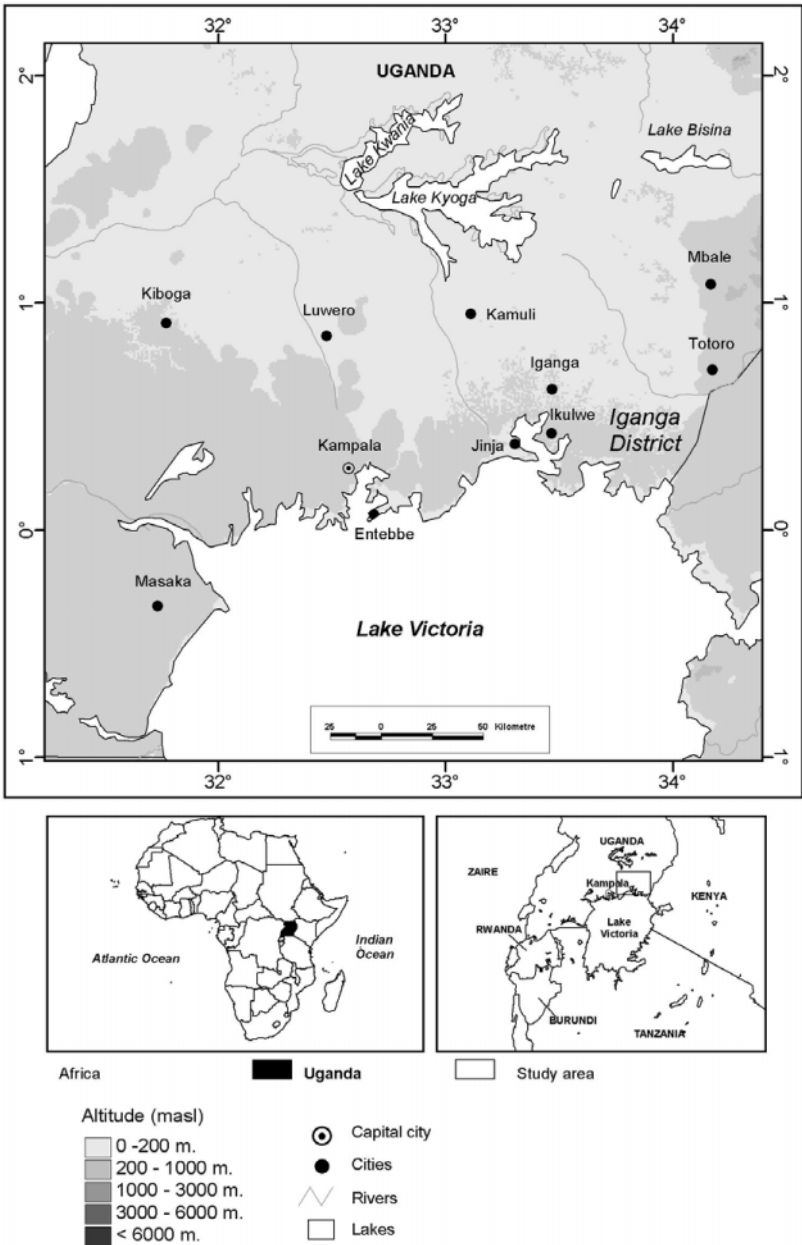 32° 33° 34°
2° 2°
UGANDA
Lake Kwania
Lake Bisina
Lake Kyoga
Mbale
1° 1°
Kiboga
Luwero
Kamuli
Totoro
Iganga
Ikulwe
Iganga
District
Kampala
Jinja
0° 0°
Entebbe
Masaka
Lake Victoria
25 0 25 50 Kilometre
1° 1°
32° 33° 34°
Atlantic Ocean
Indian
Ocean
UGANDA
ZAIRE
Kampala
KENYA
Lake
Victoria
RWANDA
BURUNDI
TANZANIA
Africa
Uganda
Study area
Altitude (masl)
0 -200 m.
200 - 1000 m.
1000 - 3000 m.
3000 - 6000 m.
< 6000 m.
Capital city
Cities
Rivers
Lakes